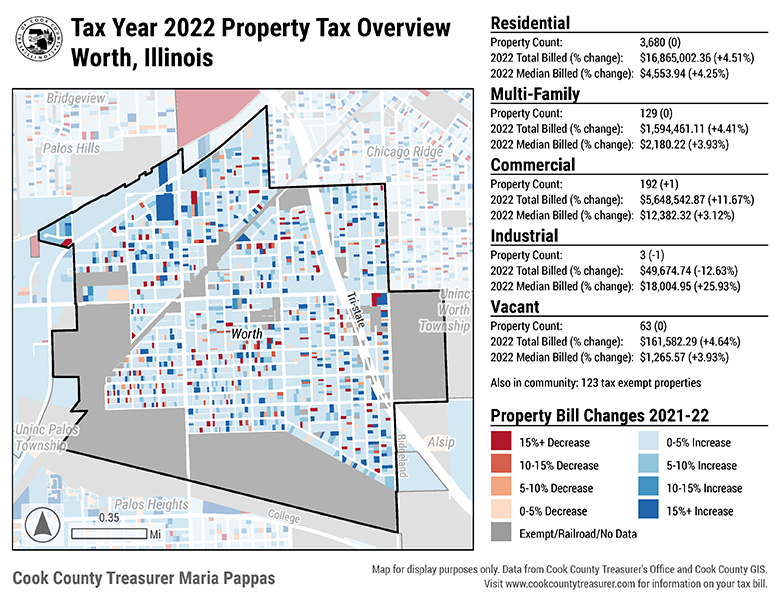 Tax Year 2022 Property Tax Overview
Worth, Illinois
Bridgeview
Palos Hills
Chicago Ridge
Uninc
Worth
Township
Tri-state
Worth
Uninc Palos
Township
Ridgeland
Alsip
Palos Heights
College
0.35
Mi
Residential
Property Count: 3,680 (0)
2022 Total Billed (% change): $16,865,002.36 (+4.51%)
2022 Median Billed (% change): $4,553.94 (+4.25%)
Multi-Family
Property Count: 129 (0)
2022 Total Billed (% change): $1,594,461.11 (+4.41%)
2022 Median Billed (% change): $2,180.22 (+3.93%)
Commercial
Property Count: 192 (+1)
2022 Total Billed (% change): $5,648,542.87 (+11.67%)
2022 Median Billed (% change): $12,382.32 (+3.12%)
Industrial
Property Count: 3 (-1)
2022 Total Billed (% change): $49,674.74 (-12.63%)
2022 Median Billed (% change): $18,004.95 (+25.93%)
Vacant
Property Count: 63 (0)
2022 Total Billed (% change): $161,582.29 (+4.64%)
2022 Median Billed (% change): $1,265.57 (+3.93%)
Also in community: 123 tax exempt properties
Property Bill Changes 2021-22
15%+ Decrease
10-15% Decrease
5-10% Decrease
0-5% Decrease
Exempt/Railroad/No Data
0-5% Increase
5-10% Increase
10-15% Increase
15%+ Increase
Cook County Treasurer Maria Pappas
Map for display purposes only. Data from Cook County Treasurer's Office and Cook County GIS.
Visit www.cookcountytreasurer.com for information on your tax bill.